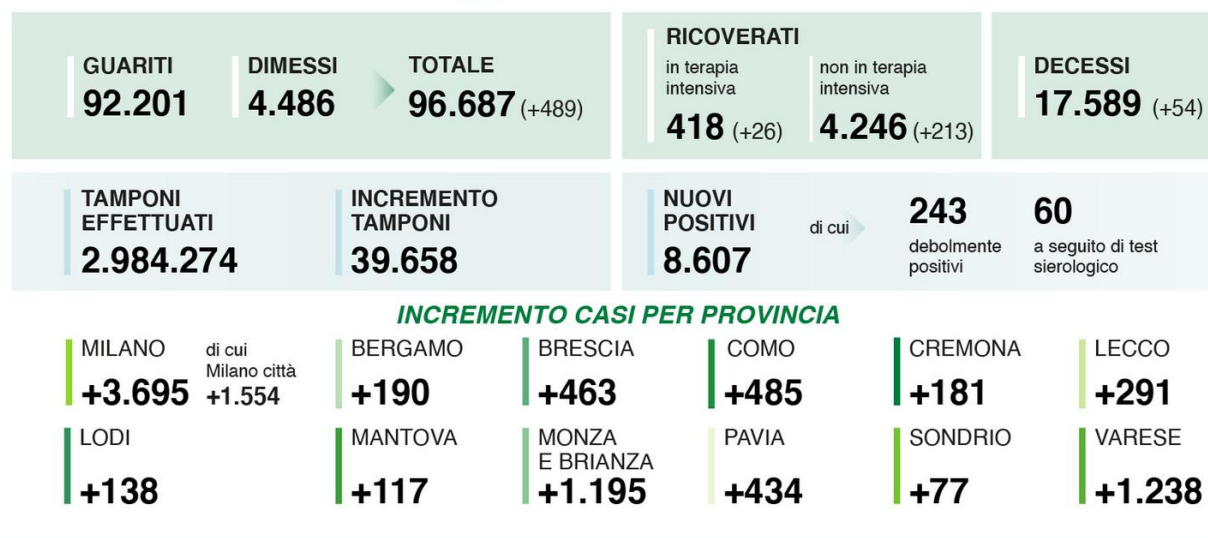 GUARITI
92.201
DIMESSI
4.486
TOTALE
96.687 (+489)
RICOVERATI
in terapia
intensiva
418 (+26)
non in terapia
intensiva
4.246 (+213)
DECESSI
17.589 (+54)
TAMPONI
EFFETTUATI
2.984.274
INCREMENTO
TAMPONI
39.658
NUOVI
POSITIVI
8.607
di cui
243
debolmente
positivi
60
a seguito di test
sierologico
INCREMENTO CASI PER PROVINCIA
MILANO
+3.695
di cui
Milano città
+1.554
BERGAMO
+190
BRESCIA
+463
COMO
+485
CREMONA
+181
LECCO
+291
LODI
+138
MANTOVA
+117
MONZA
E BRIANZA
+1.195
PAVIA
+434
SONDRIO
+77
VARESE
+1.238